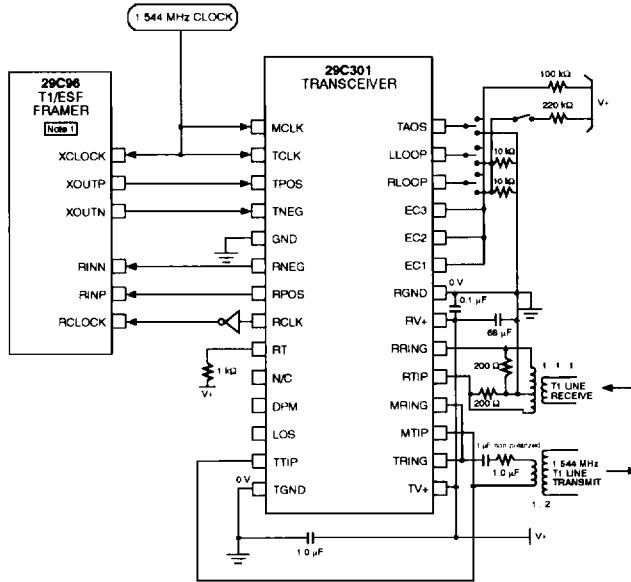 1 544 MHz CLOCK
29C96
T1/ESF
FRAMER
Note 1
XCLOCK
XOUTP
XOUTN
RINN
RINP
RCLOCK
29C301
TRANSCEIVER
MCLK
TCLK
TPOS
TNEG
GND
RNEG
RPOS
RCLK
RT
N/C
DPM
LOS
TTIP
TGND
TAOS
LLOOP
RLOOP
EC3
EC2
EC1
RGND
RV+
RRING
RTIP
MRING
MTIP
TRING
TV+
1 kΩ
V+
0 V
1.0 µF
100 kΩ
220 kΩ
V+
10 kΩ
10 kΩ
0 V
0.1 µF
68 µF
200 Ω
200 Ω
1 1 1
T1 LINE
RECEIVE
1 µF non polarized
1.0 µF
1 544 MHz
T1 LINE
TRANSMIT
1 . 2
V+